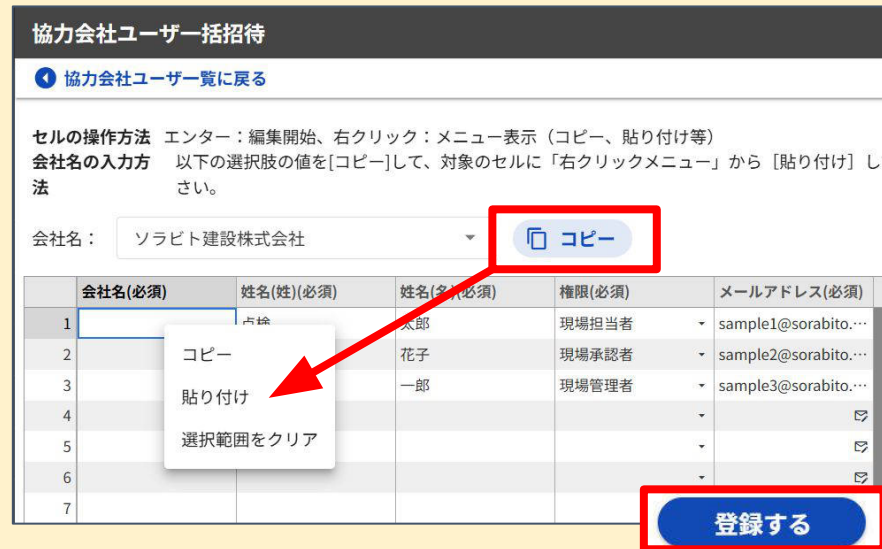 協力会社ユーザー括招待
協力会社ユーザー覧に戻る
セルの操作方法 エンター：編集開始、右クリック：メニュー表示（コピー、貼り付け等）
会社名の入力方 以下の選択肢の値を[コピー]して、対象のセルに「右クリックメニュー」から［貼り付け］し
法 さい。
会社名： ソラビト建設株式会社 コピー
会社名(必須) 姓名(姓)(必須) 姓名(名)(必須) 権限(必須) メールアドレス(必須)
1 点検 太郎 現場担当者 sample1@sorabito.…
2 花子 現場承認者 sample2@sorabito.…
3 一郎 現場管理者 sample3@sorabito.…
4
5
6
7
コピー
貼り付け
選択範囲をクリア
登録する